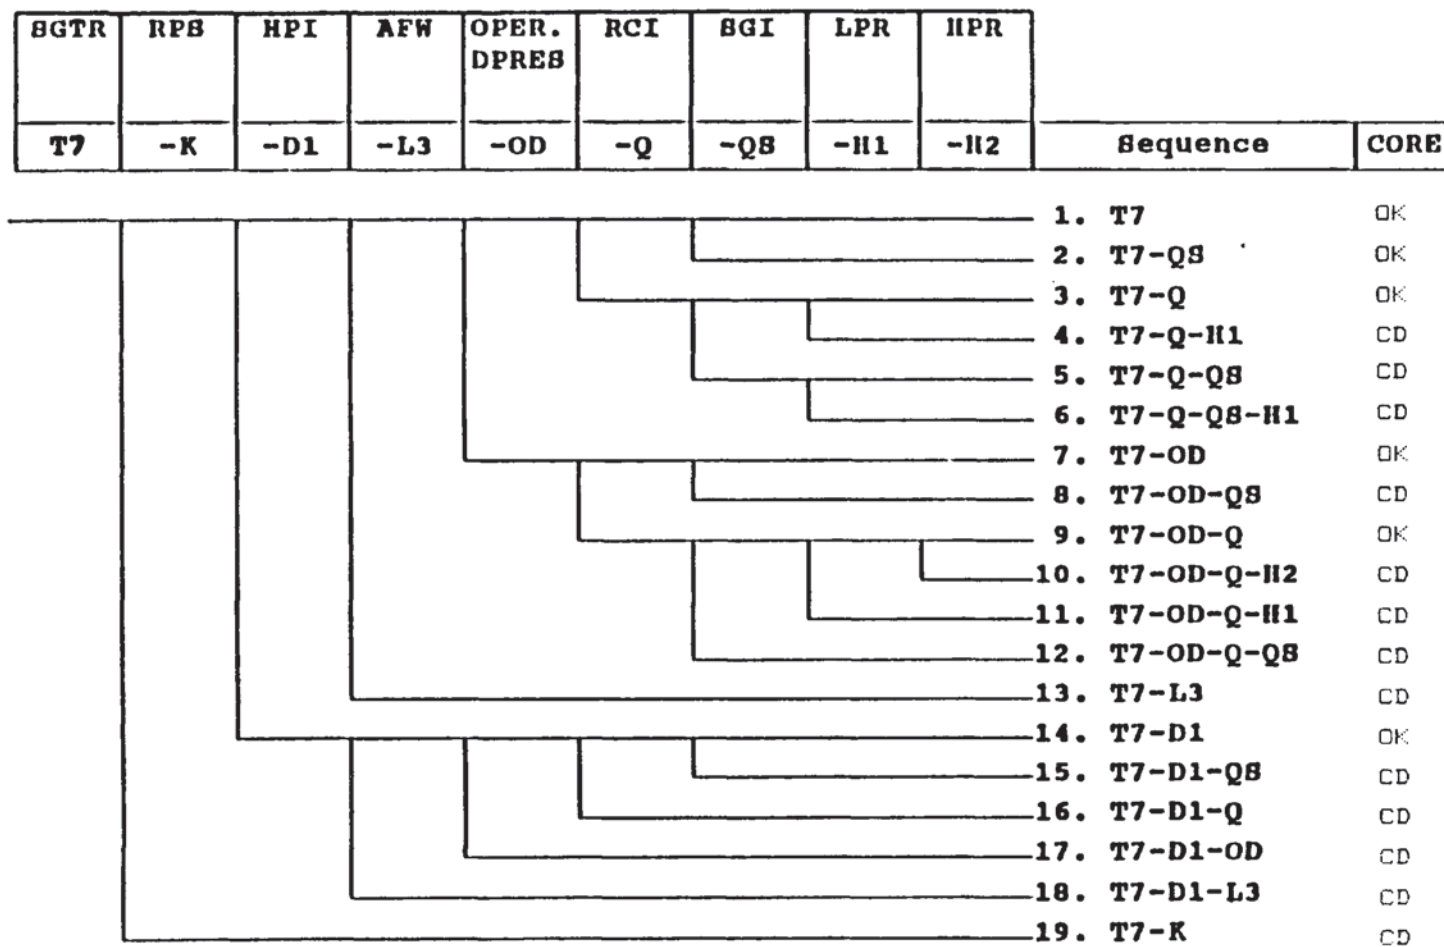 SGTR RPS HPI AFW OPER. RCI SGI LPR HPR
DPRES
T7 -K -D1 -L3 -OD -Q -QS -H1 -H2 Sequence CORE
1. T7 OK
2. T7-QS OK
3. T7-Q OK
4. T7-Q-H1 CD
5. T7-Q-QS CD
6. T7-Q-QS-H1 CD
7. T7-OD OK
8. T7-OD-QS CD
9. T7-OD-Q OK
10. T7-OD-Q-H2 CD
11. T7-OD-Q-H1 CD
12. T7-OD-Q-QS CD
13. T7-L3 CD
14. T7-D1 OK
15. T7-D1-QS CD
16. T7-D1-Q CD
17. T7-D1-OD CD
18. T7-D1-L3 CD
19. T7-K CD